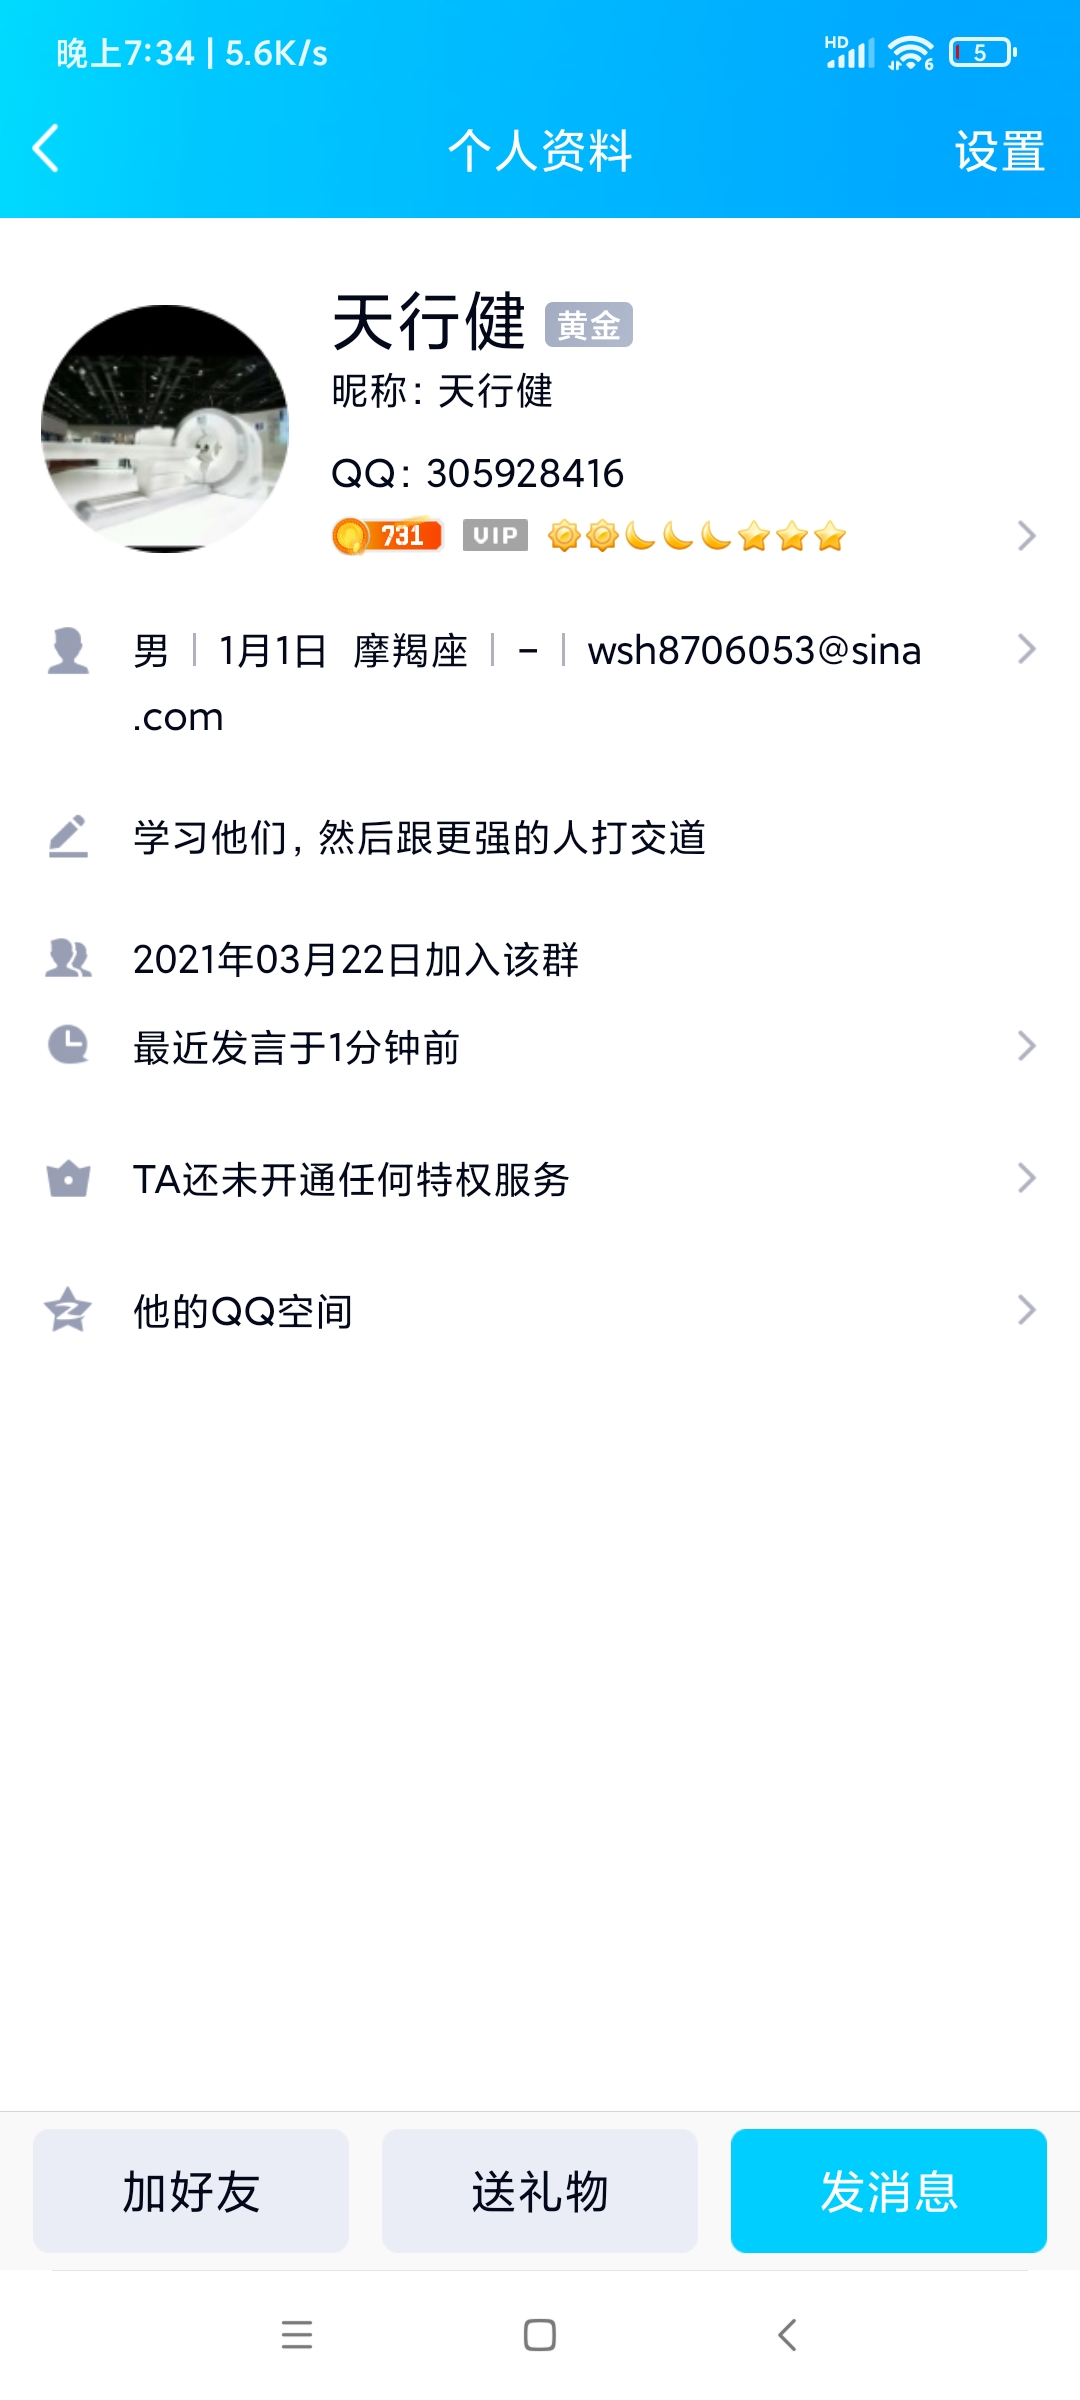 晚上7:34 | 5.6K/s
HD
6
5
个人资料
设置
天行健 黄金
昵称: 天行健
QQ: 305928416
731 VIP
男 | 1月1日 摩羯座 | - | wsh8706053@sina
.com
学习他们, 然后跟更强的人打交道
2021年03月22日加入该群
最近发言于1分钟前
TA还未开通任何特权服务
他的QQ空间
加好友
送礼物
发消息